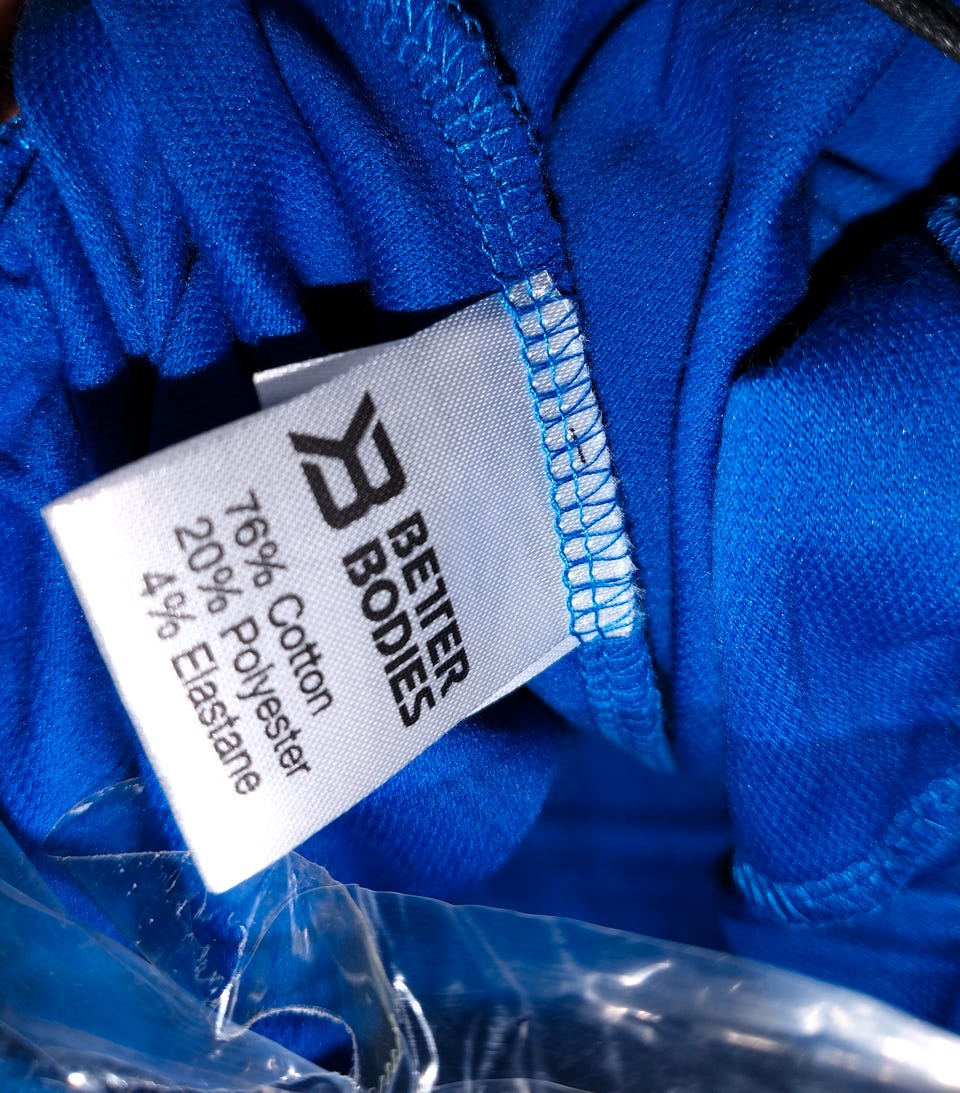 BETTER
BODIES
76% Cotton
20% Polyester
4% Elastane